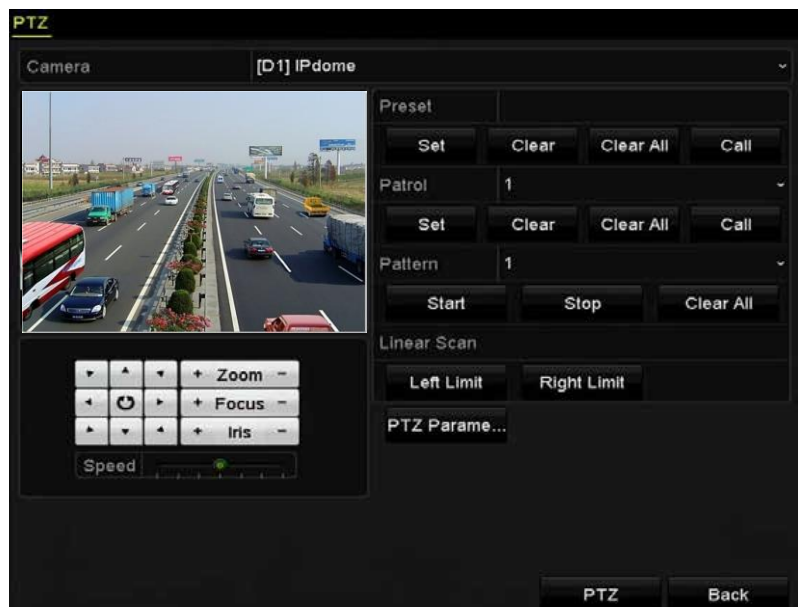 PTZ
Camera [D1] IPdome
Preset
Set Clear Clear All Call
Patrol 1
Set Clear Clear All Call
Pattern 1
Start Stop Clear All
Linear Scan
Left Limit Right Limit
PTZ Parame...
+ Zoom -
+ Focus -
+ Iris -
Speed
PTZ Back